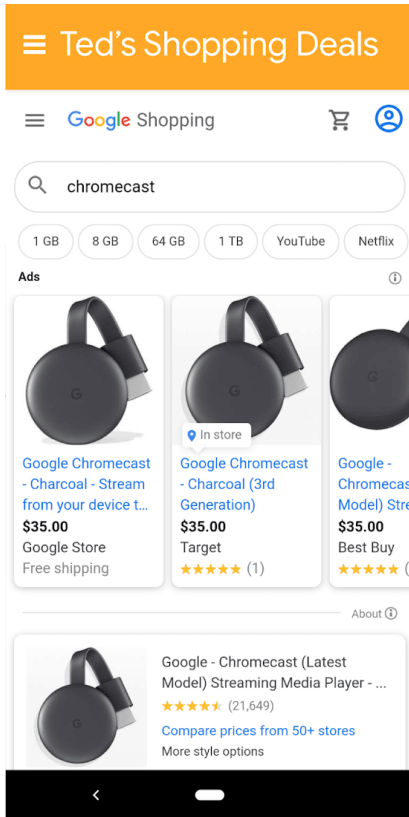 Ted's Shopping Deals
Google Shopping
chromecast
1 GB
8 GB
64 GB
1 TB
YouTube
Netflix
Ads
In store
Google Chromecast
- Charcoal - Stream
from your device t...
$35.00
Google Store
Free shipping
Google Chromecast
- Charcoal (3rd
Generation)
$35.00
Target
(1)
Google -
Chromecas
Model) Stre
$35.00
Best Buy
(
About
Google - Chromecast (Latest
Model) Streaming Media Player - ...
(21,649)
Compare prices from 50+ stores
More style options